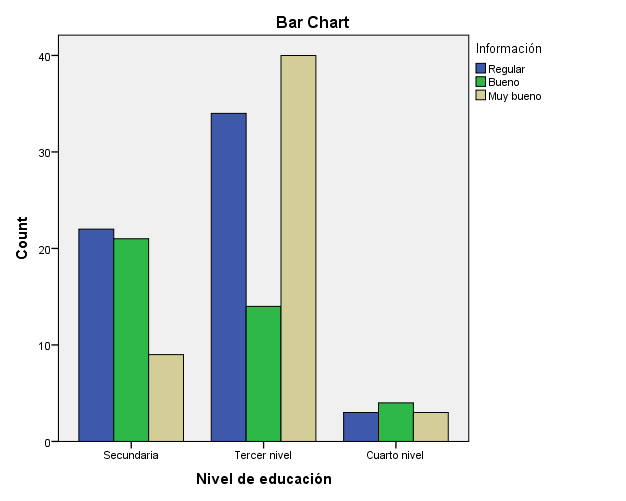 Bar Chart
Información
Regular
Bueno
Muy bueno
Count
40
30
20
10
0
Secundaria
Tercer nivel
Cuarto nivel
Nivel de educación